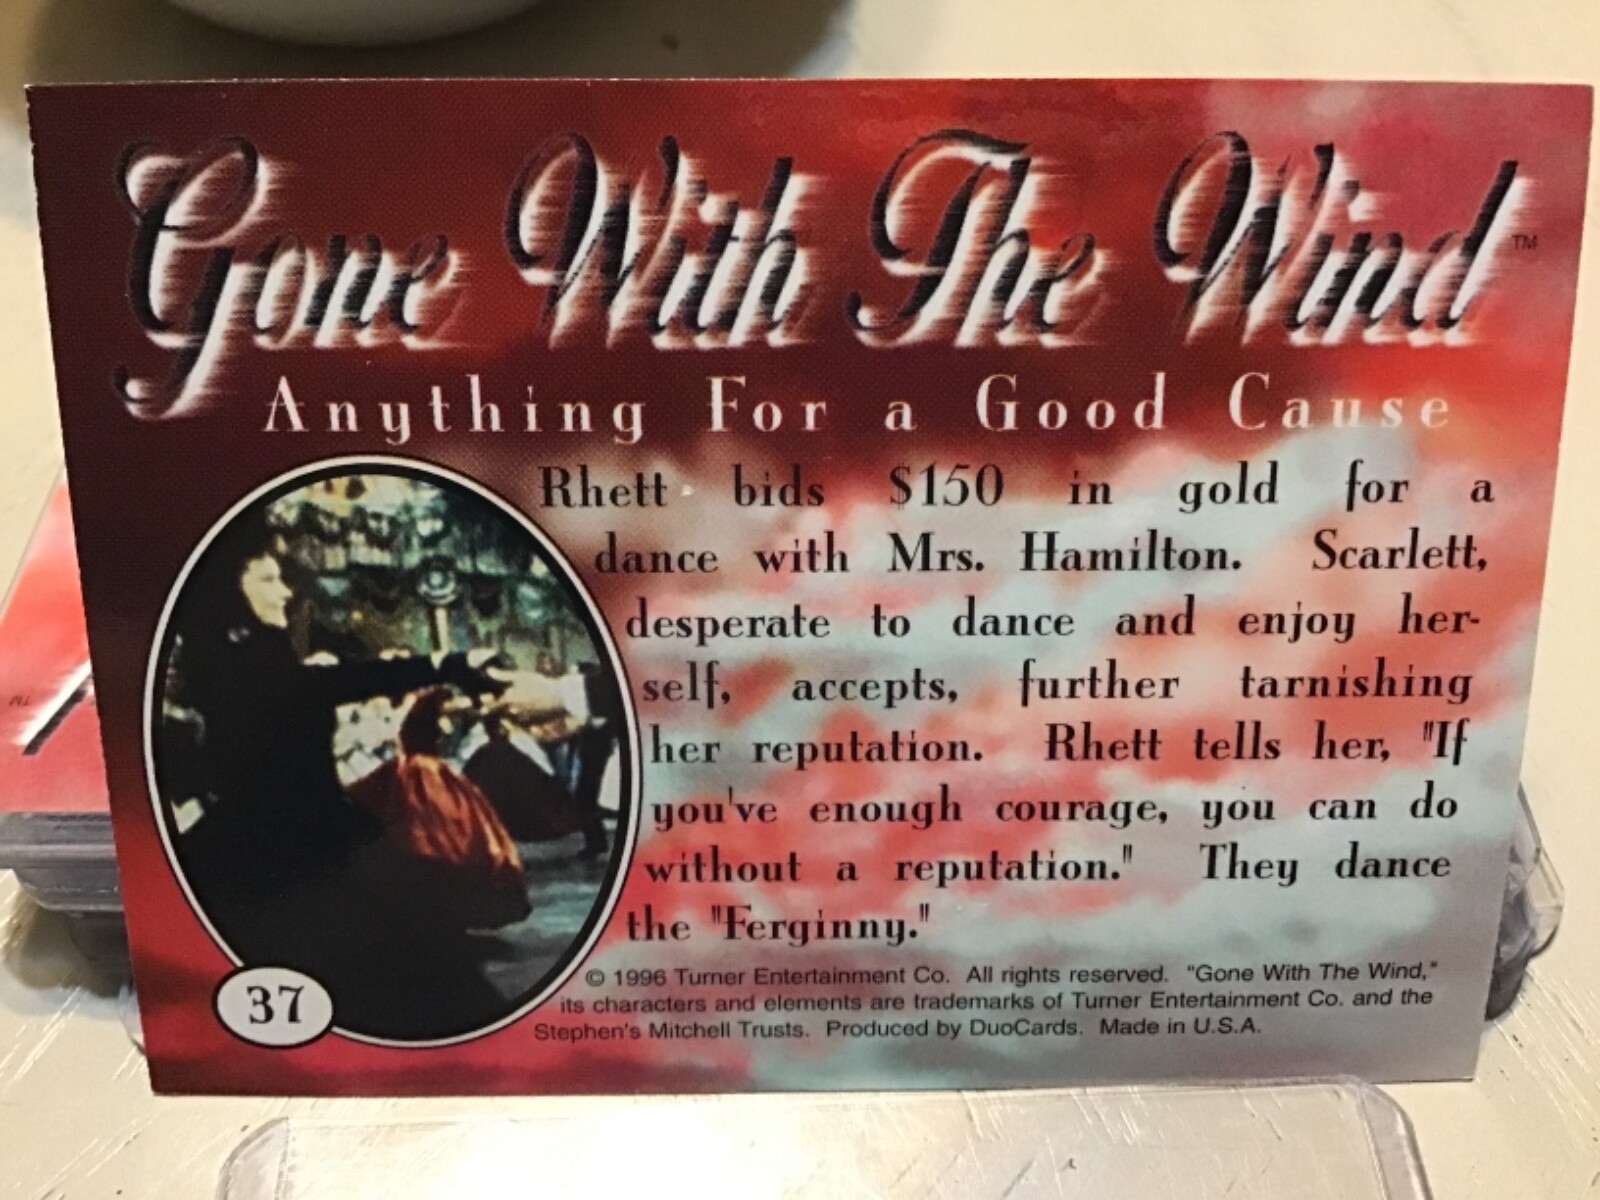 Gone With The Wind™
Anything For a Good Cause
Rhett bids $150 in gold for a
dance with Mrs. Hamilton. Scarlett,
desperate to dance and enjoy her-
self, accepts, further tarnishing
her reputation. Rhett tells her, "If
you've enough courage, you can do
without a reputation." They dance
the "Ferginny."
© 1996 Turner Entertainment Co. All rights reserved. "Gone With The Wind,"
its characters and elements are trademarks of Turner Entertainment Co. and the
Stephen's Mitchell Trusts. Produced by DuoCards. Made in U.S.A.
37
TM